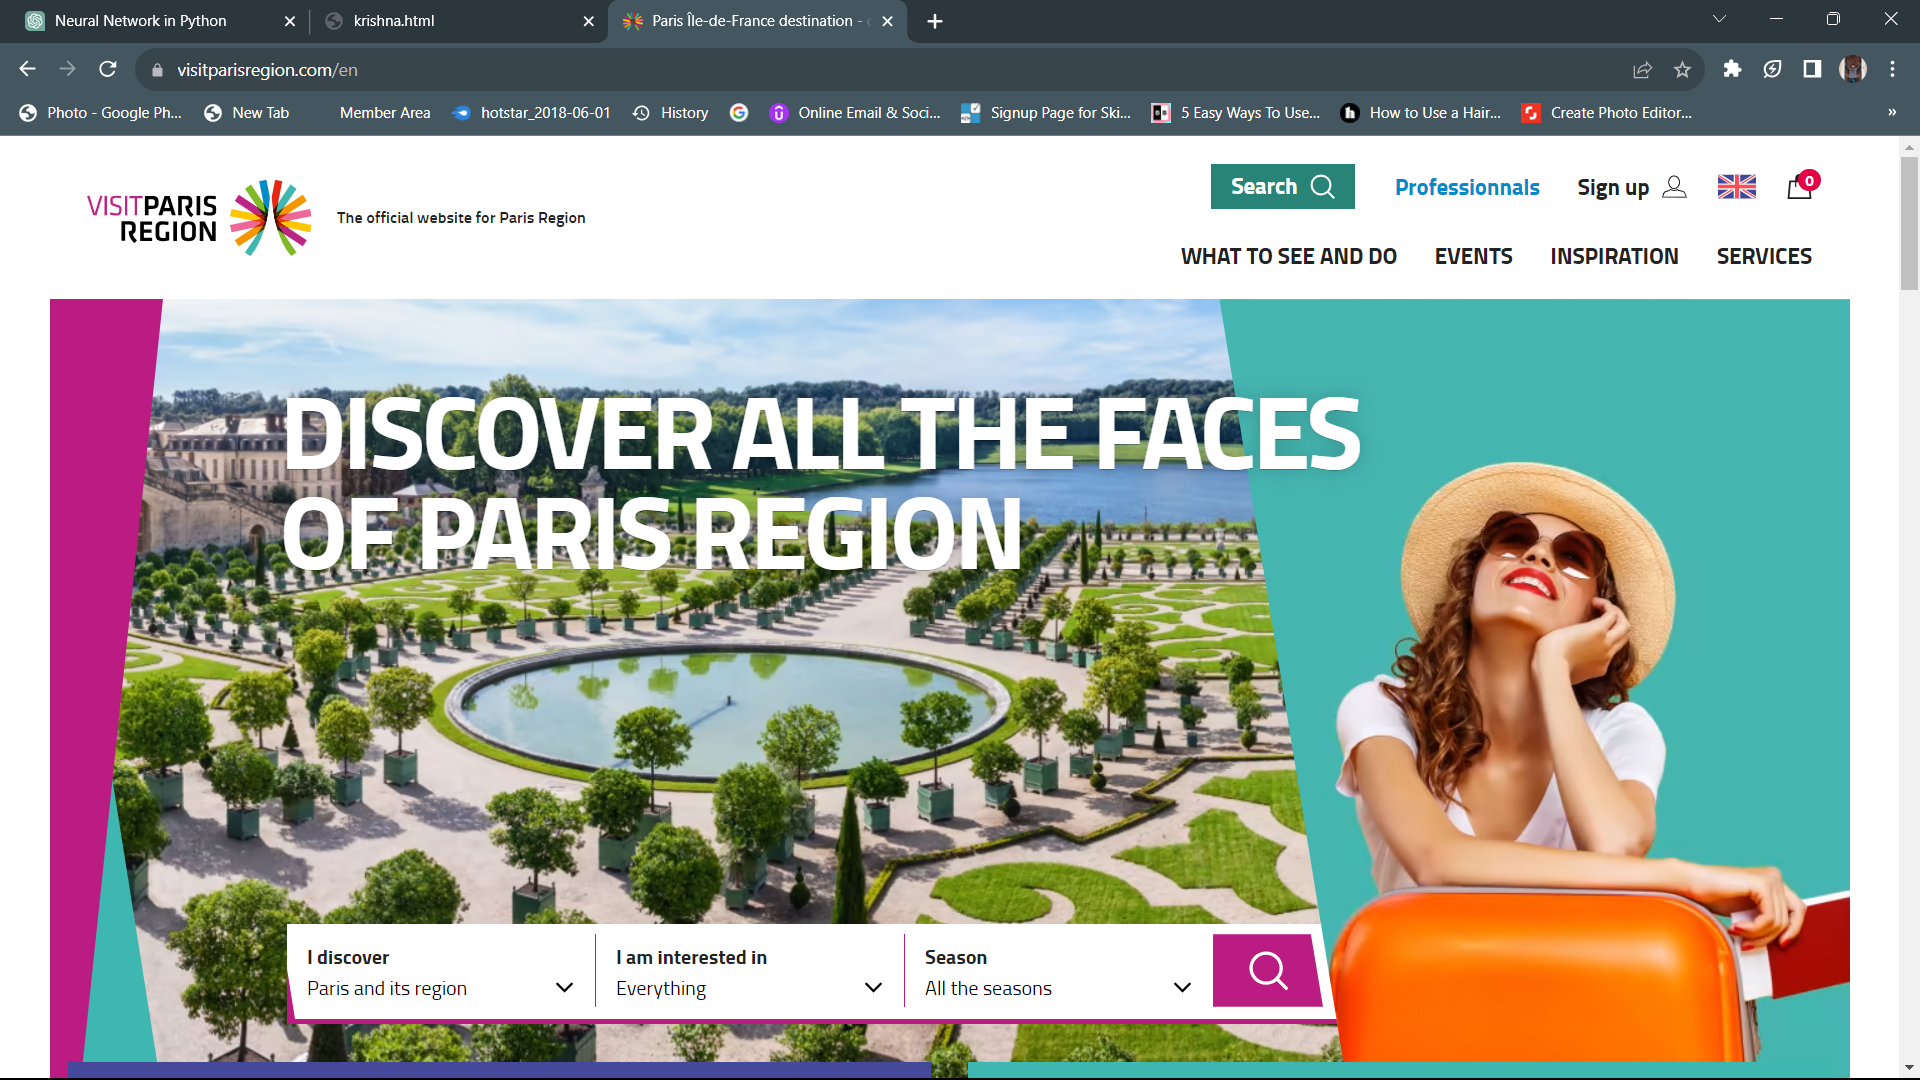 Neural Network in Python
krishna.html
Paris Île-de-France destination -
visitparisregion.com/en
Photo - Google Ph...
New Tab
Member Area
hotstar_2018-06-01
History
Online Email & Soci...
Signup Page for Ski...
5 Easy Ways To Use...
How to Use a Hair...
Create Photo Editor...
»
VISITPARIS
REGION
The official website for Paris Region
Search
Professionnals
Sign up
0
WHAT TO SEE AND DO
EVENTS
INSPIRATION
SERVICES
DISCOVER ALL THE FACES
OF PARIS REGION
I discover
Paris and its region
I am interested in
Everything
Season
All the seasons